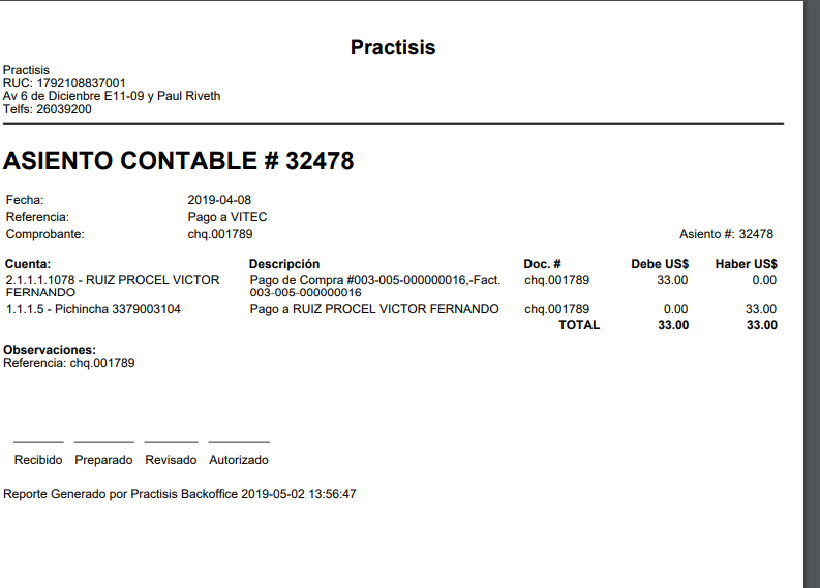 Practisis
Practisis
RUC: 1792108837001
Av 6 de Dicienbre E11-09 y Paul Riveth
Telfs: 26039200
ASIENTO CONTABLE # 32478
Fecha: 2019-04-08
Referencia: Pago a VITEC
Comprobante: chq.001789 Asiento #: 32478
Cuenta: Descripción Doc. # Debe US$ Haber US$
2.1.1.1.1078 - RUIZ PROCEL VICTOR Pago de Compra #003-005-000000016,-Fact. chq.001789 33.00 0.00
FERNANDO 003-005-000000016
1.1.1.5 - Pichincha 3379003104 Pago a RUIZ PROCEL VICTOR FERNANDO chq.001789 0.00 33.00
TOTAL 33.00 33.00
Observaciones:
Referencia: chq.001789
Recibido Preparado Revisado Autorizado
Reporte Generado por Practisis Backoffice 2019-05-02 13:56:47